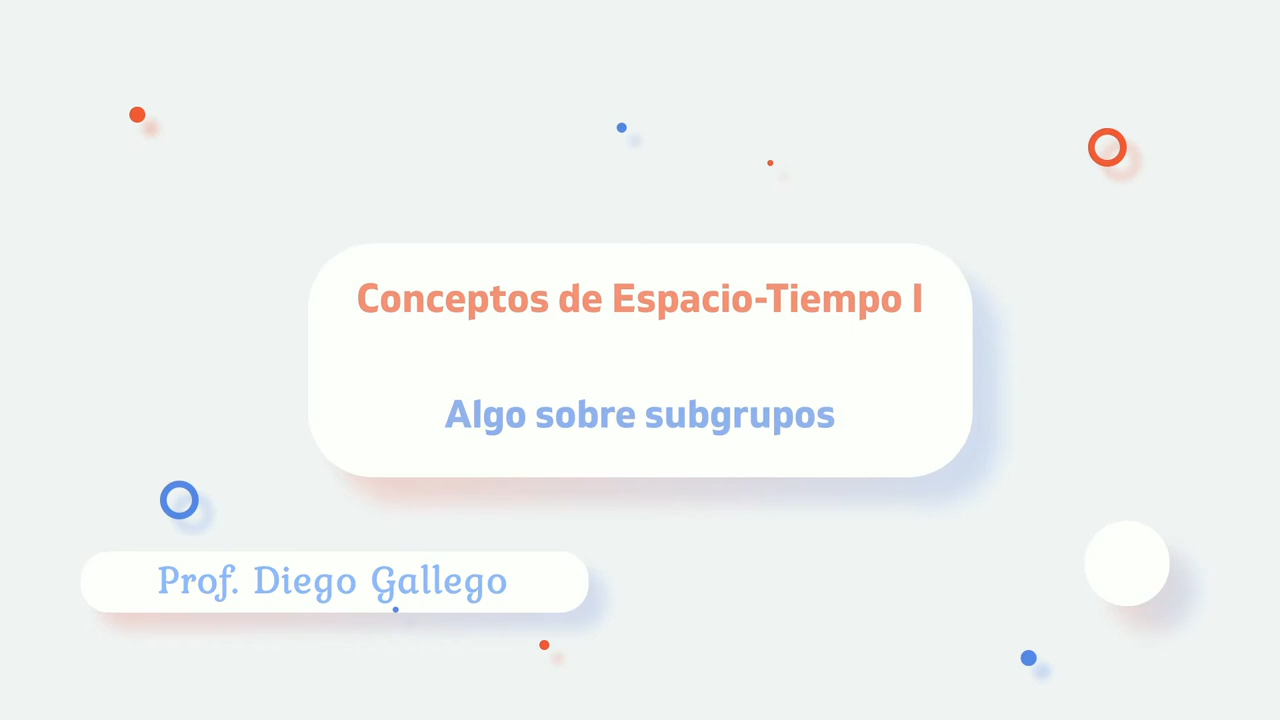 Conceptos de Espacio-Tiempo I
Algo sobre subgrupos
Prof. Diego Gallego